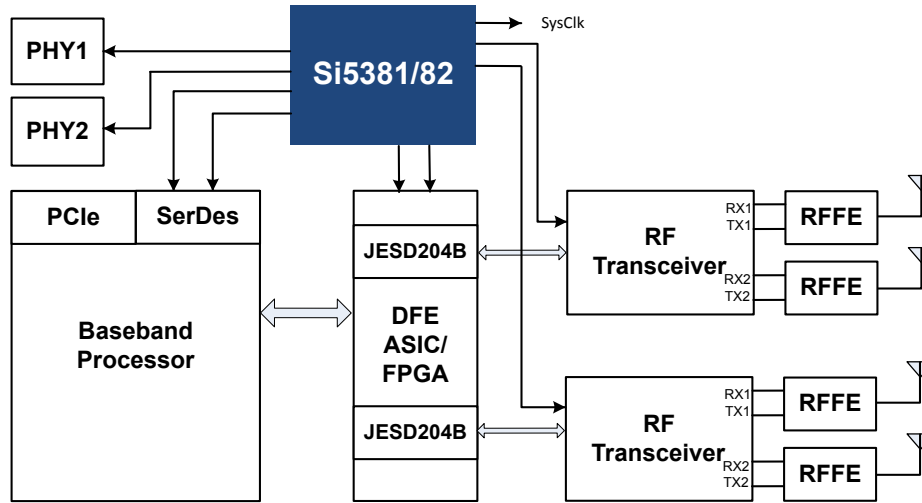 SysClk
PHY1
Si5381/82
PHY2
PCIe
SerDes
JESD204B
DFE
ASIC/
FPGA
JESD204B
Baseband
Processor
RF
Transceiver
RX1
TX1
RX2
TX2
RFFE
RFFE
RF
Transceiver
RX1
TX1
RX2
TX2
RFFE
RFFE